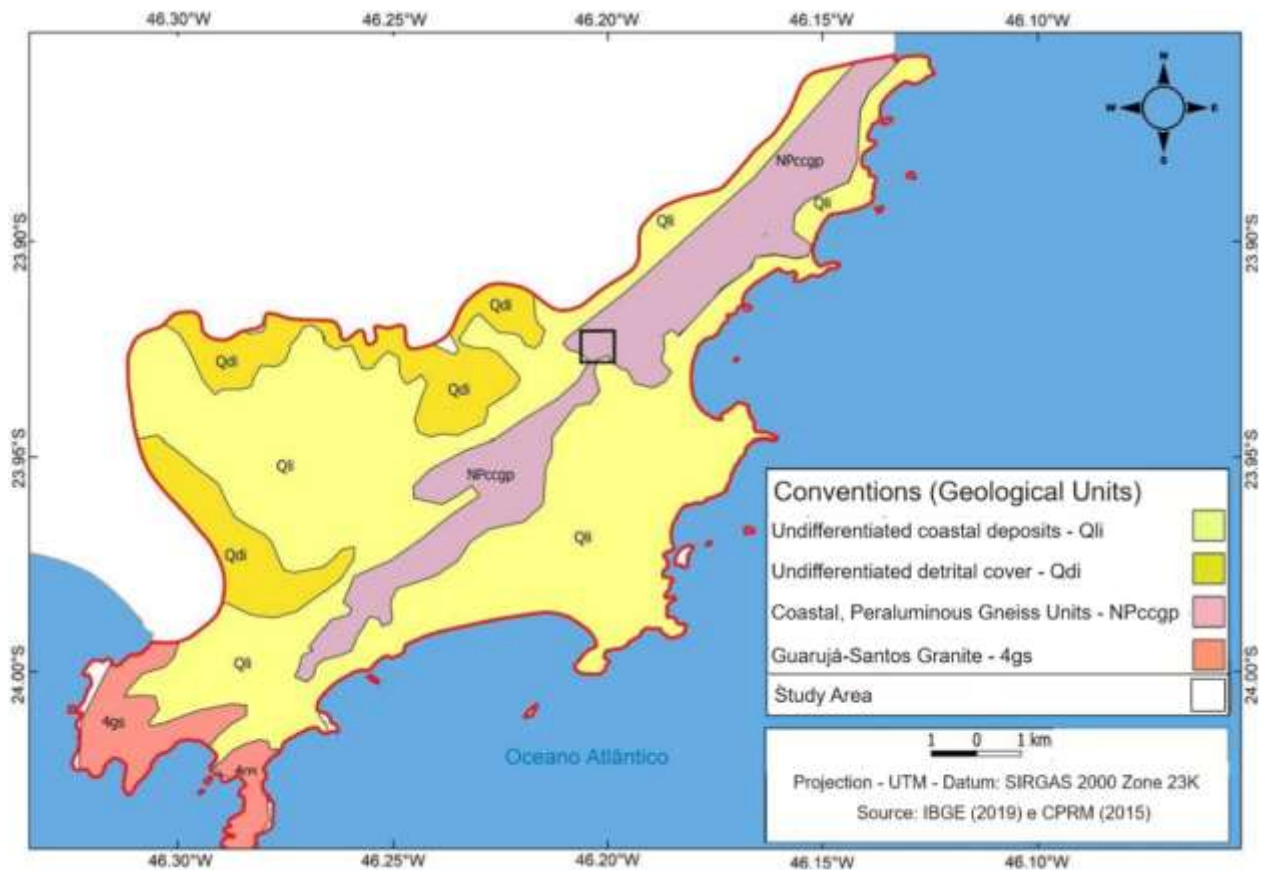 46.30°W 46.25°W 46.20°W 46.15°W 46.10°W
N
W E
S
NPccgp
Qli
Qli
23.90°S 23.90°S
Qdi
Qdi
Qdi
23.95°S 23.95°S
Qli
NPccgp
Qli
Qdi
Qli
24.00°S 24.00°S
4gs
Oceano Atlântico
Conventions (Geological Units)
Undifferentiated coastal deposits - Qli
Undifferentiated detrital cover - Qdi
Coastal, Peraluminous Gneiss Units - NPccgp
Guarujá-Santos Granite - 4gs
Study Area
1 0 1 km
Projection - UTM - Datum: SIRGAS 2000 Zone 23K
Source: IBGE (2019) e CPRM (2015)
46.30°W 46.25°W 46.20°W 46.15°W 46.10°W